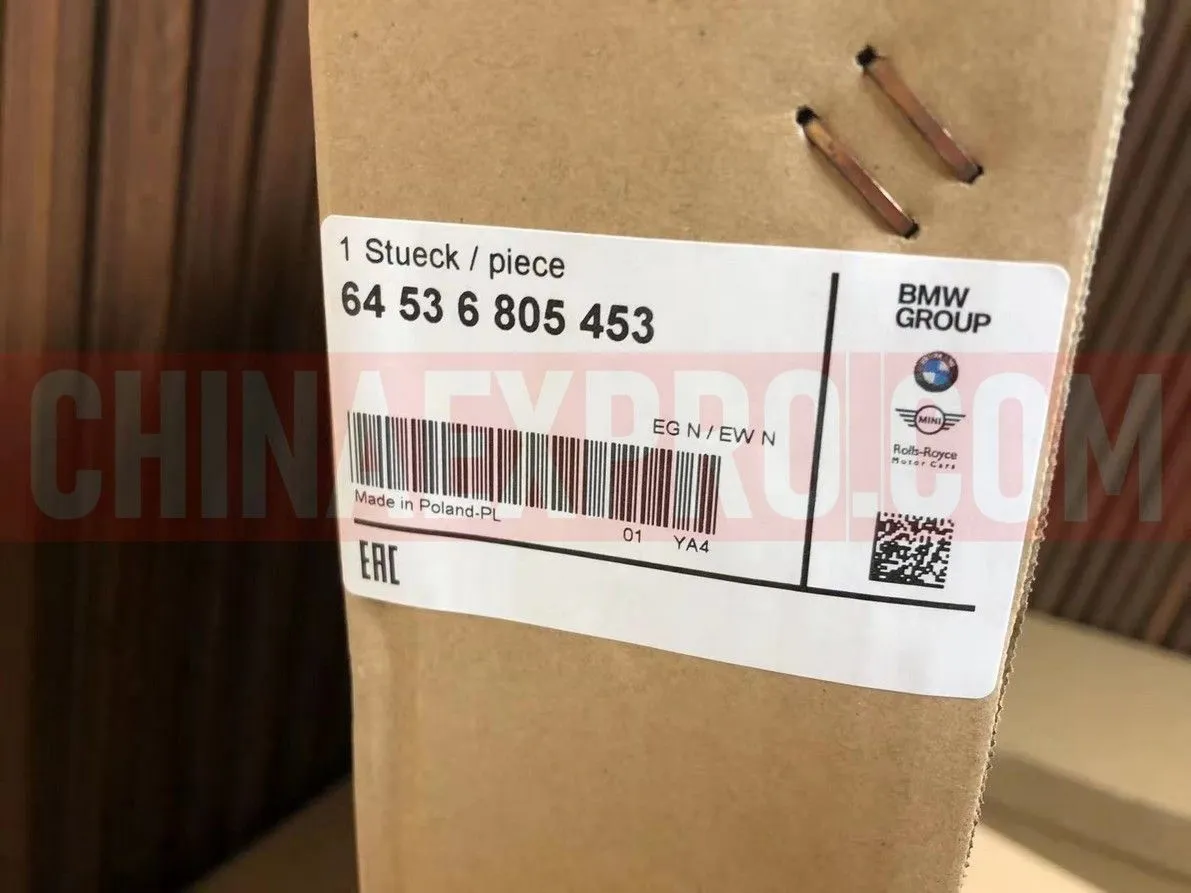 1 Stueck / piece
64 53 6 805 453
EG N / EW N
Made in Poland-PL
01 YA4
EAC
BMW
GROUP
MINI
Rolls-Royce
Motor Cars
CHINAEXPRO.COM